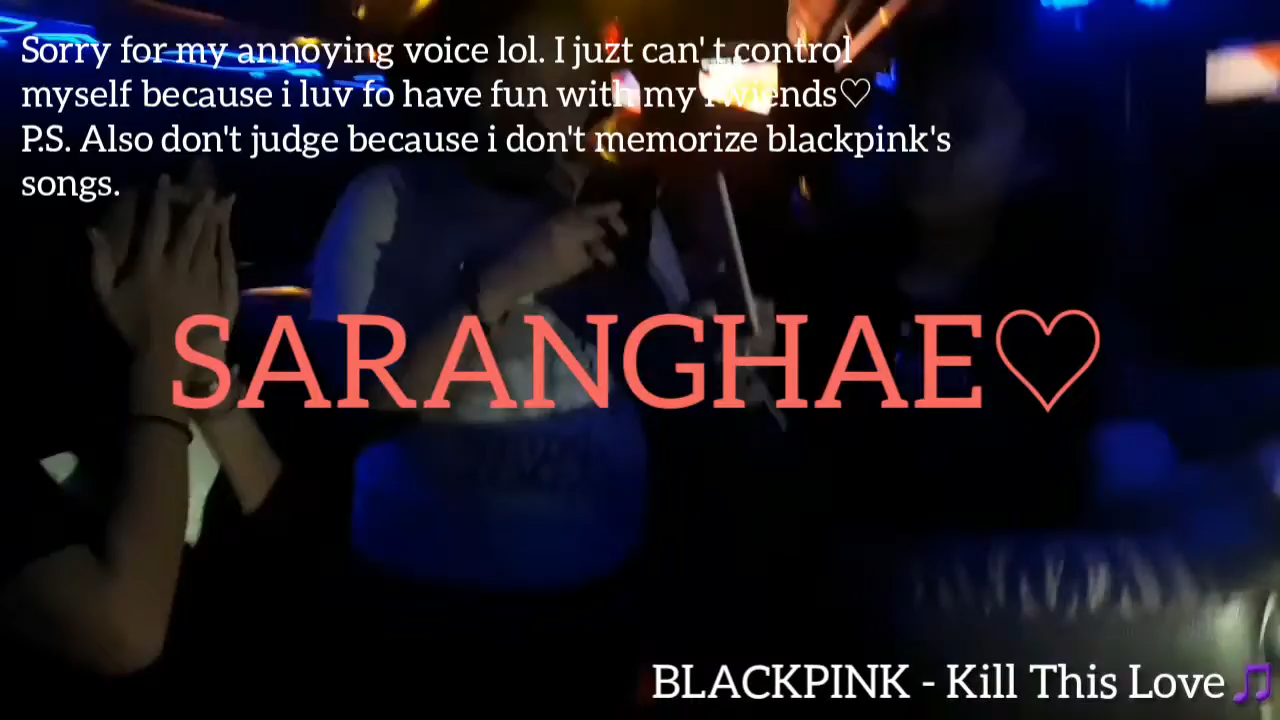 Sorry for my annoying voice lol. I juzt can' t control
myself because i luv fo have fun with my fwiends♡
P.S. Also don't judge because i don't memorize blackpink's
songs.
SARANGHAE♡
BLACKPINK - Kill This Love🎵